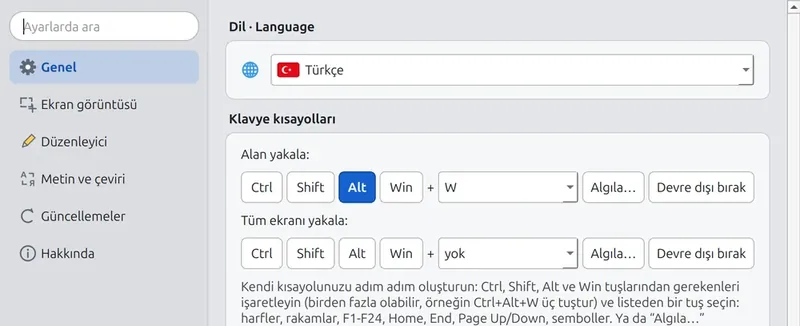 Ayarlarda ara
Genel
Ekran görüntüsü
Düzenleyici
Metin ve çeviri
Güncellemeler
Hakkında
Dil · Language
Türkçe
Klavye kısayolları
Alan yakala:
Ctrl Shift Alt Win + W Algıla... Devre dışı bırak
Tüm ekranı yakala:
Ctrl Shift Alt Win + yok Algıla... Devre dışı bırak
Kendi kısayolunuzu adım adım oluşturun: Ctrl, Shift, Alt ve Win tuşlarından gerekenleri
işaretleyin (birden fazla olabilir, örneğin Ctrl+Alt+W üç tuştur) ve listeden bir tuş seçin:
harfler, rakamlar, F1-F24, Home, End, Page Up/Down, semboller. Ya da “Algıla...”